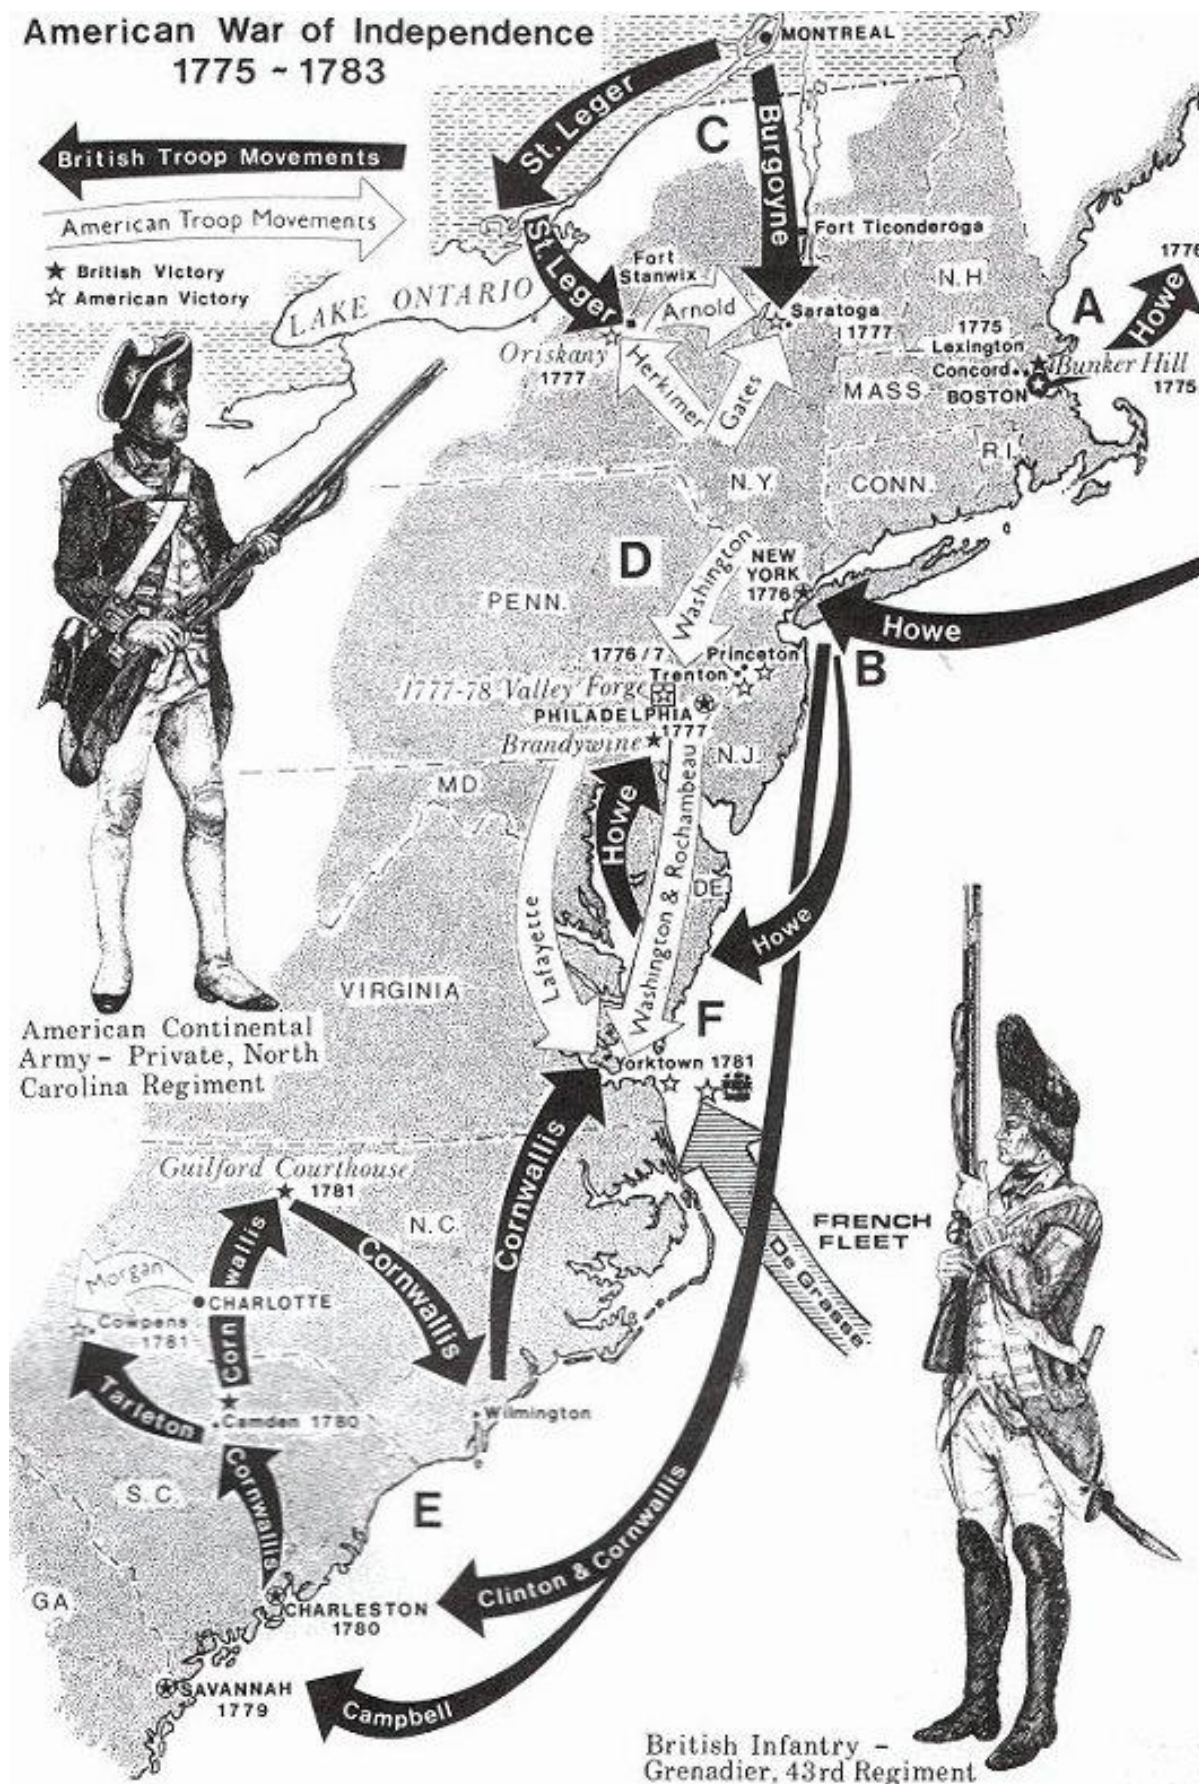 American War of Independence
1775 ~ 1783
British Troop Movements
American Troop Movements
British Victory
American Victory
MONTREAL
St. Leger
C
Burgoyne
St. Leger
Fort Ticonderoga
Fort
Stanwix
LAKE ONTARIO
Arnold
Saratoga
1777
N.H.
1776
A
Howe
1775
Lexington
Concord
Bunker Hill
1775
BOSTON
MASS.
Oriskany
1777
Herkimer
Gates
R.I.
N.Y.
CONN.
D
Washington
NEW
YORK
1776
PENN.
Howe
B
1776/7
Princeton
Trenton
1777-78 Valley Forge
PHILADELPHIA
1777
Brandywine
N.J.
MD.
Howe
Washington & Rochambeau
DE.
Howe
Lafayette
VIRGINIA
F
Yorktown 1781
American Continental
Army – Private, North
Carolina Regiment
Guilford Courthouse
1781
Cornwallis
N.C.
FRENCH
FLEET
De Grasse
Morgan
Cornwallis
Cornwallis
CHARLOTTE
Cowpens
1781
Tarleton
Camden 1780
Wilmington
Cornwallis
S.C.
E
Clinton & Cornwallis
GA.
CHARLESTON
1780
SAVANNAH
1779
Campbell
British Infantry –
Grenadier, 43rd Regiment